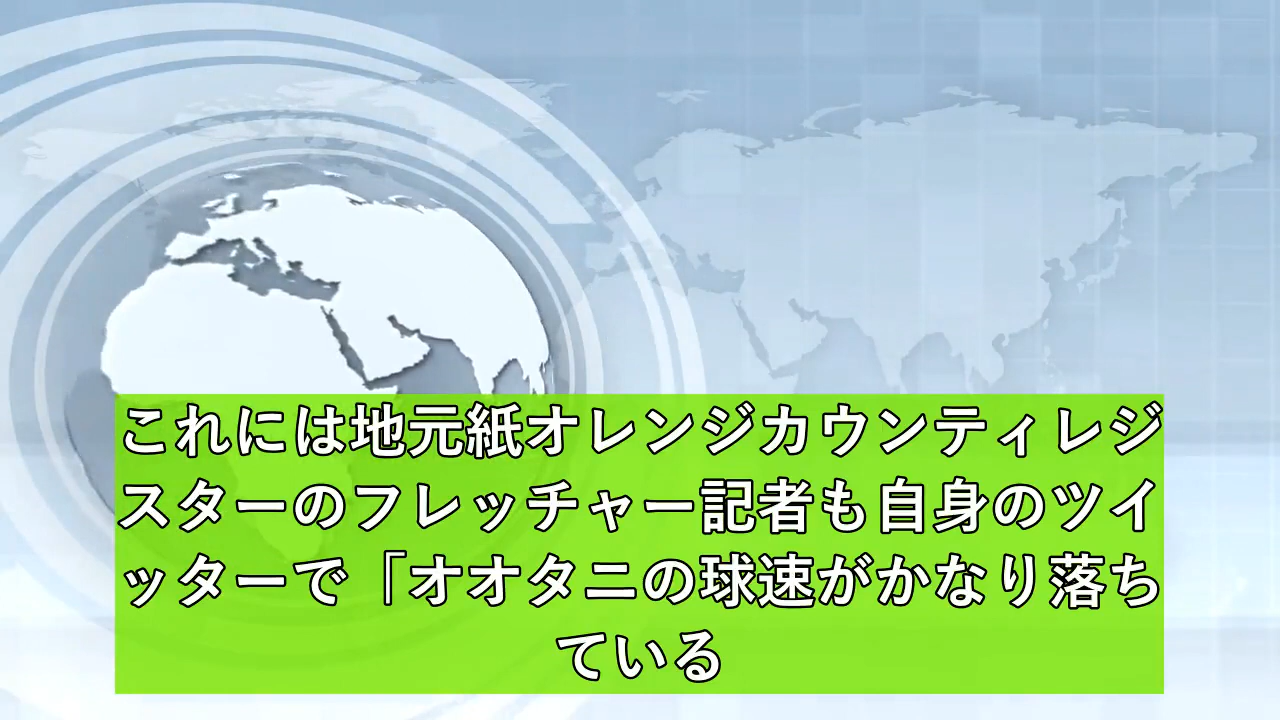 これには地元紙オレンジカウンティレジ
スターのフレッチャー記者も自身のツイ
ッターで「オオタニの球速がかなり落ち
ている